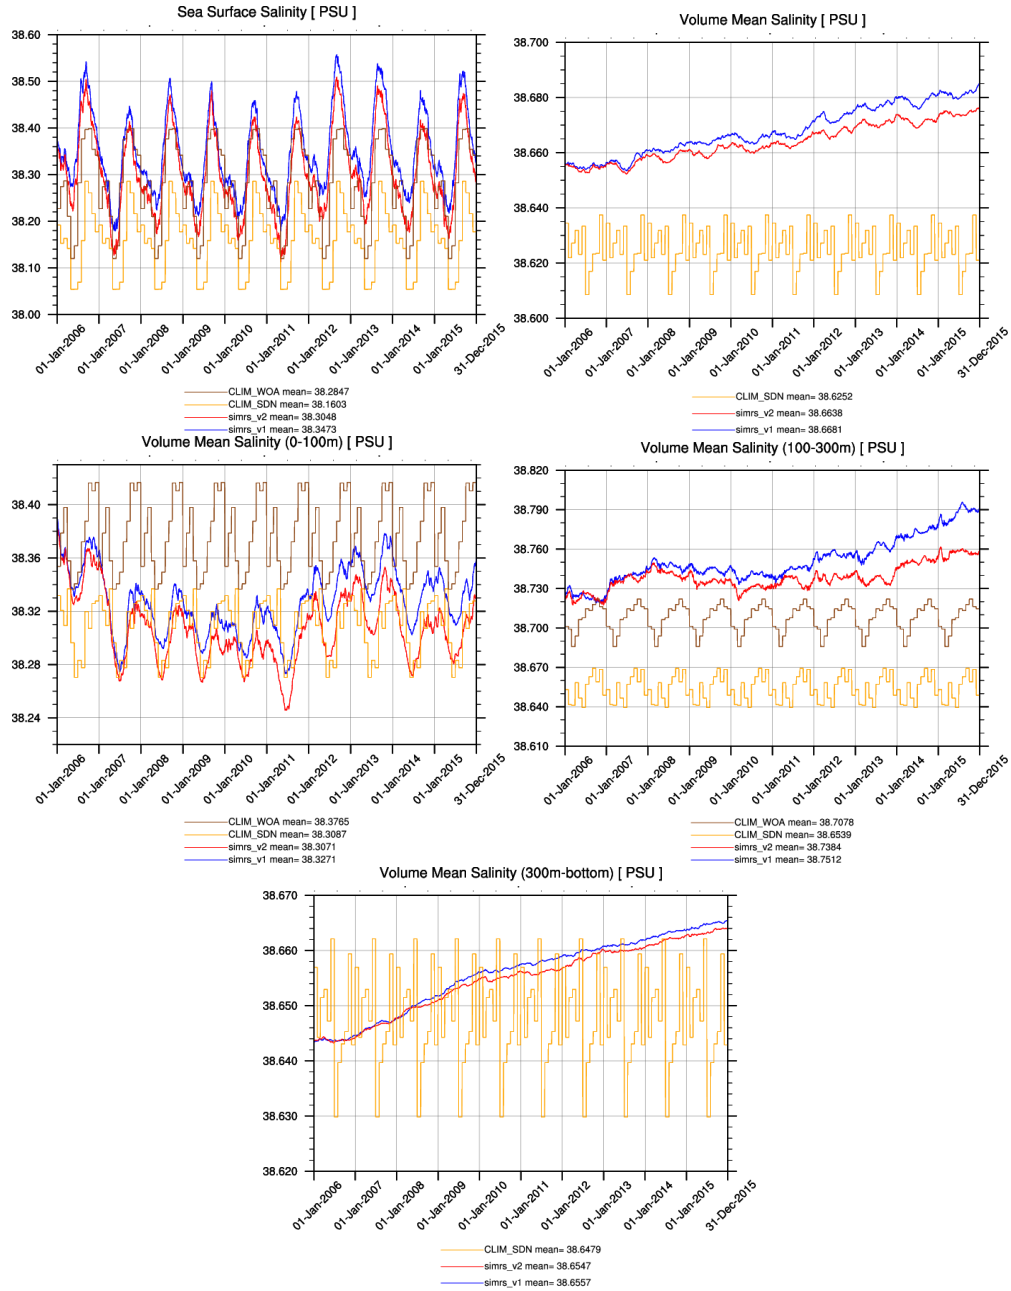 Sea Surface Salinity [ PSU ]
38.60
38.50
38.40
38.30
38.20
38.10
38.00
01-Jan-2006
01-Jan-2007
01-Jan-2008
01-Jan-2009
01-Jan-2010
01-Jan-2011
01-Jan-2012
01-Jan-2013
01-Jan-2014
01-Jan-2015
31-Dec-2015
CLIM_WOA mean= 38.2847
CLIM_SDN mean= 38.1603
simrs_v2 mean= 38.3048
simrs_v1 mean= 38.3473
Volume Mean Salinity [ PSU ]
38.700
38.680
38.660
38.640
38.620
38.600
01-Jan-2006
01-Jan-2007
01-Jan-2008
01-Jan-2009
01-Jan-2010
01-Jan-2011
01-Jan-2012
01-Jan-2013
01-Jan-2014
01-Jan-2015
31-Dec-2015
CLIM_SDN mean= 38.6252
simrs_v2 mean= 38.6638
simrs_v1 mean= 38.6681
Volume Mean Salinity (0-100m) [ PSU ]
38.40
38.36
38.32
38.28
38.24
01-Jan-2006
01-Jan-2007
01-Jan-2008
01-Jan-2009
01-Jan-2010
01-Jan-2011
01-Jan-2012
01-Jan-2013
01-Jan-2014
01-Jan-2015
31-Dec-2015
CLIM_WOA mean= 38.3765
CLIM_SDN mean= 38.3087
simrs_v2 mean= 38.3071
simrs_v1 mean= 38.3271
Volume Mean Salinity (100-300m) [ PSU ]
38.820
38.790
38.760
38.730
38.700
38.670
38.640
38.610
01-Jan-2006
01-Jan-2007
01-Jan-2008
01-Jan-2009
01-Jan-2010
01-Jan-2011
01-Jan-2012
01-Jan-2013
01-Jan-2014
01-Jan-2015
31-Dec-2015
CLIM_WOA mean= 38.7078
CLIM_SDN mean= 38.6539
simrs_v2 mean= 38.7384
simrs_v1 mean= 38.7512
Volume Mean Salinity (300m-bottom) [ PSU ]
38.670
38.660
38.650
38.640
38.630
38.620
01-Jan-2006
01-Jan-2007
01-Jan-2008
01-Jan-2009
01-Jan-2010
01-Jan-2011
01-Jan-2012
01-Jan-2013
01-Jan-2014
01-Jan-2015
31-Dec-2015
CLIM_SDN mean= 38.6479
simrs_v2 mean= 38.6547
simrs_v1 mean= 38.6557